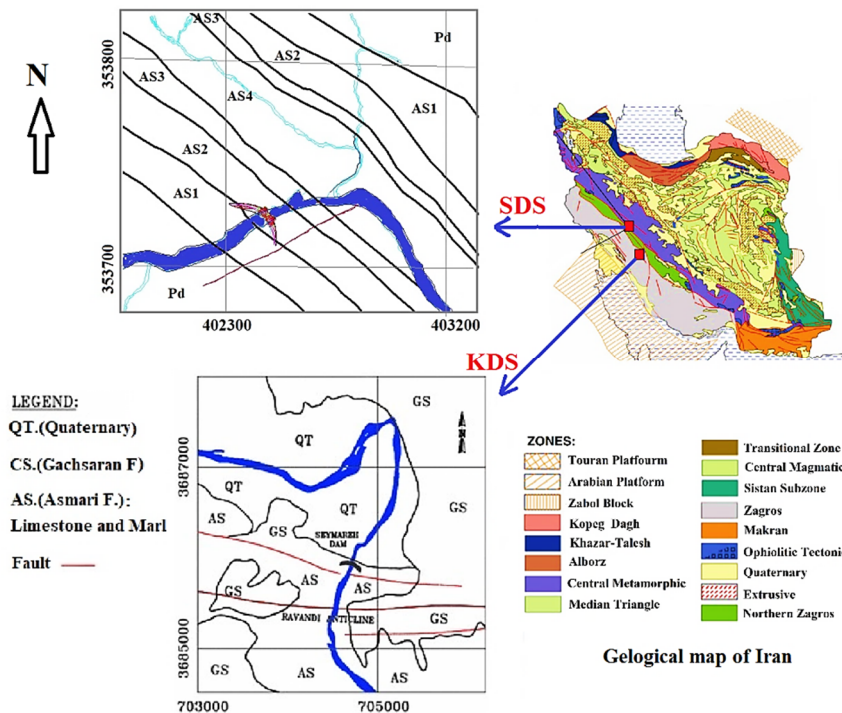 AS3
Pd
353800
AS2
AS3
AS4
AS1
AS2
AS1
353700
Pd
402300
403200
N
SDS
KDS
LEGEND:
QT.(Quaternary)
CS.(Gachsaran F)
AS.(Asmari F.):
Limestone and Marl
Fault
GS
QT
N
3687000
QT
QT
GS
AS
GS
SEYMAREH
DAM
GS
AS
AS
RAVANDI ANTICLINE
GS
3685000
GS
AS
AS
703000
705000
ZONES:
Touran Platfourm
Arabian Platform
Zabol Block
Kopeg Dagh
Khazar-Talesh
Alborz
Central Metamorphic
Median Triangle
Transitional Zone
Central Magmatic
Sistan Subzone
Zagros
Makran
Ophiolitic Tectonic
Quaternary
Extrusive
Northern Zagros
Gelogical map of Iran